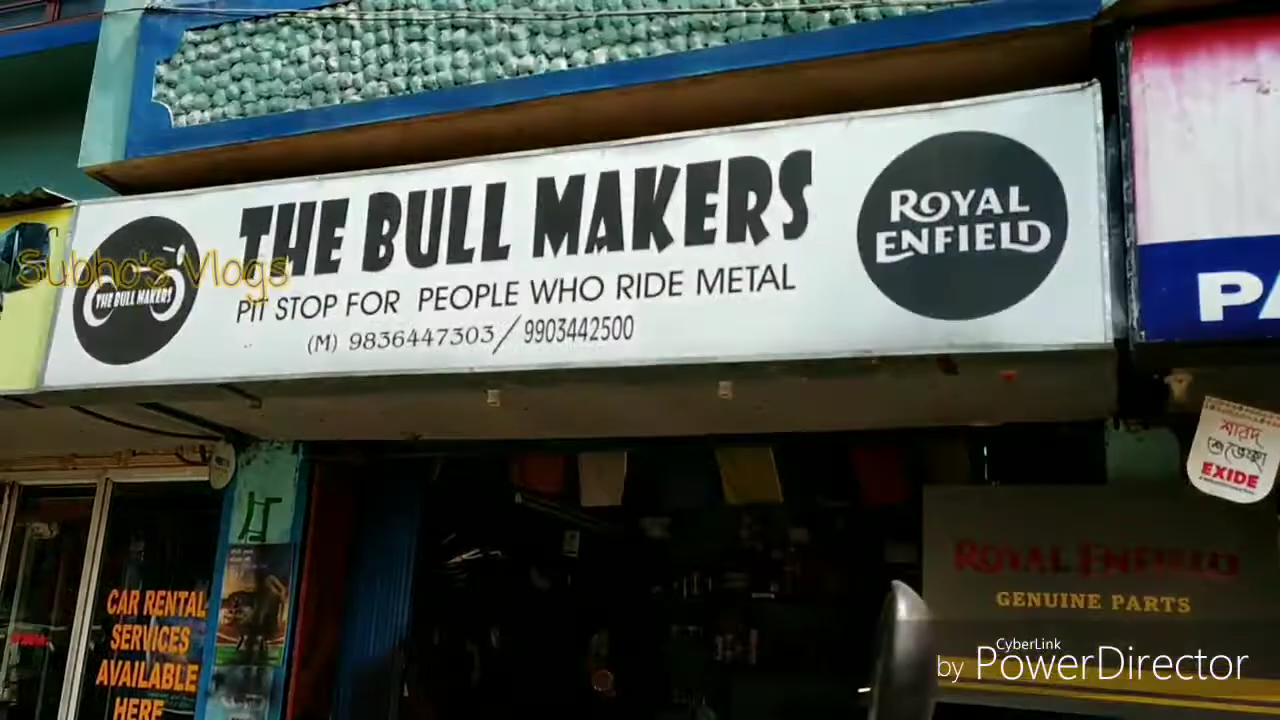 THE BULL MAKERS
PIT STOP FOR PEOPLE WHO RIDE METAL
(M) 9836447303/9903442500
ROYAL
ENFIELD
THE BULL MAKERS
Subho's Vlogs
PA
শারদ
শুভেচ্ছা
EXIDE
CAR RENTAL
SERVICES
AVAILABLE
HERE
ROYAL ENFIELD
GENUINE PARTS
CyberLink
by PowerDirector